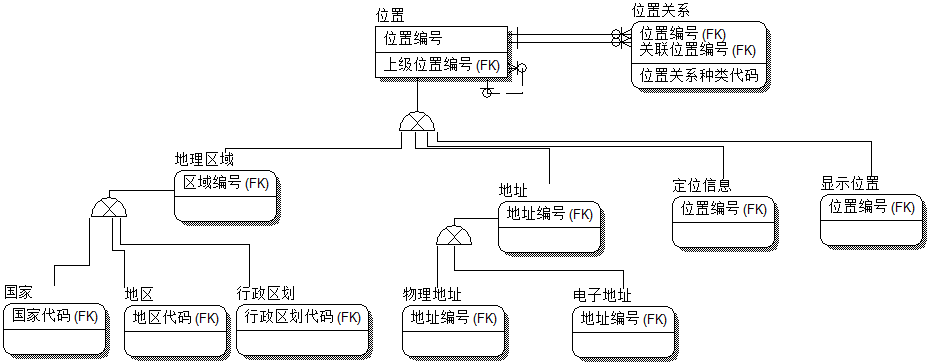 位置
位置编号
上级位置编号 (FK)
位置关系
位置编号 (FK)
关联位置编号 (FK)
位置关系种类代码
地理区域
区域编号 (FK)
地址
地址编号 (FK)
定位信息
位置编号 (FK)
显示位置
位置编号 (FK)
国家
国家代码 (FK)
地区
地区代码 (FK)
行政区划
行政区划代码 (FK)
物理地址
地址编号 (FK)
电子地址
地址编号 (FK)